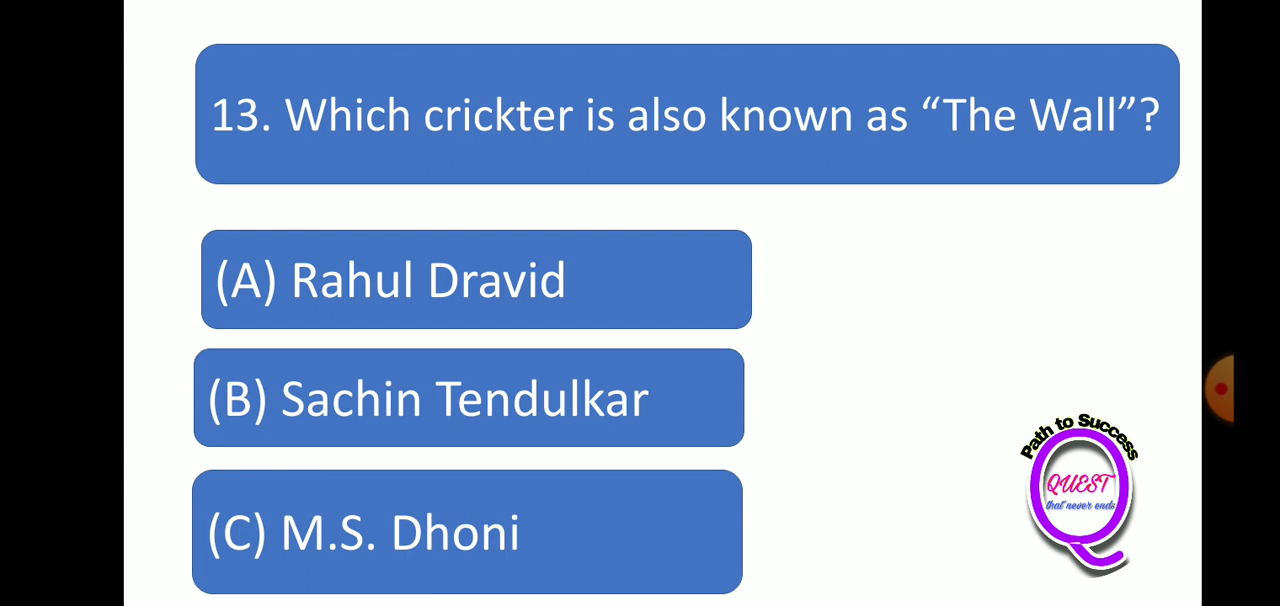 13. Which crickter is also known as “The Wall”?
(A) Rahul Dravid
(B) Sachin Tendulkar
(C) M.S. Dhoni
Path to Success
QUEST
that never ends